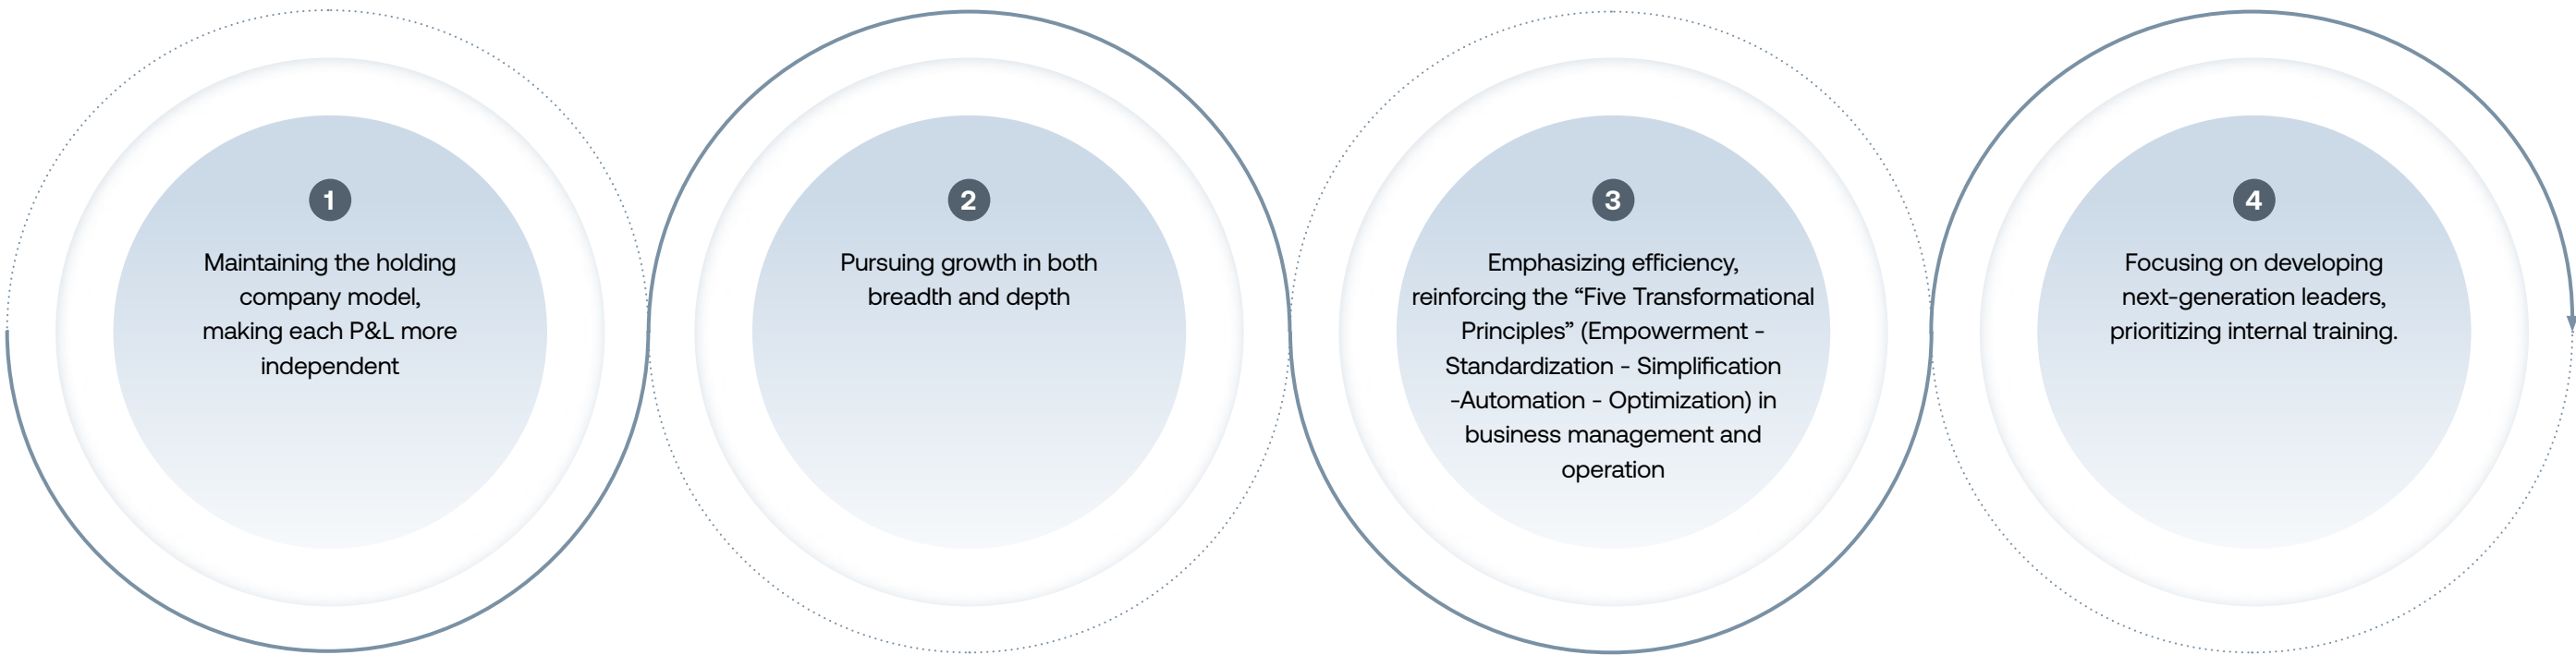 1
Maintaining the holding
company model,
making each P&L more
independent
2
Pursuing growth in both
breadth and depth
3
Emphasizing efficiency,
reinforcing the “Five Transformational
Principles” (Empowerment -
Standardization - Simplification
-Automation - Optimization) in
business management and
operation
4
Focusing on developing
next-generation leaders,
prioritizing internal training.